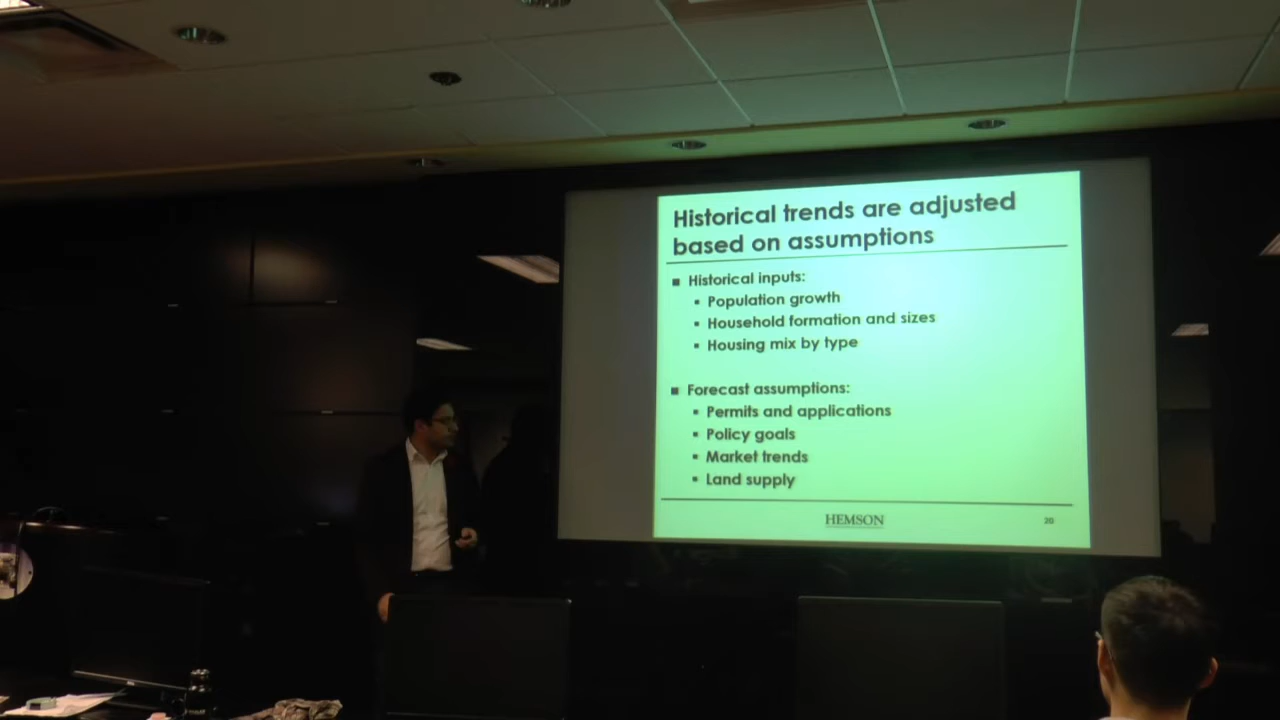 Historical trends are adjusted
based on assumptions
▪ Historical inputs:
▪ Population growth
▪ Household formation and sizes
▪ Housing mix by type
▪ Forecast assumptions:
▪ Permits and applications
▪ Policy goals
▪ Market trends
▪ Land supply
HEMSON
20